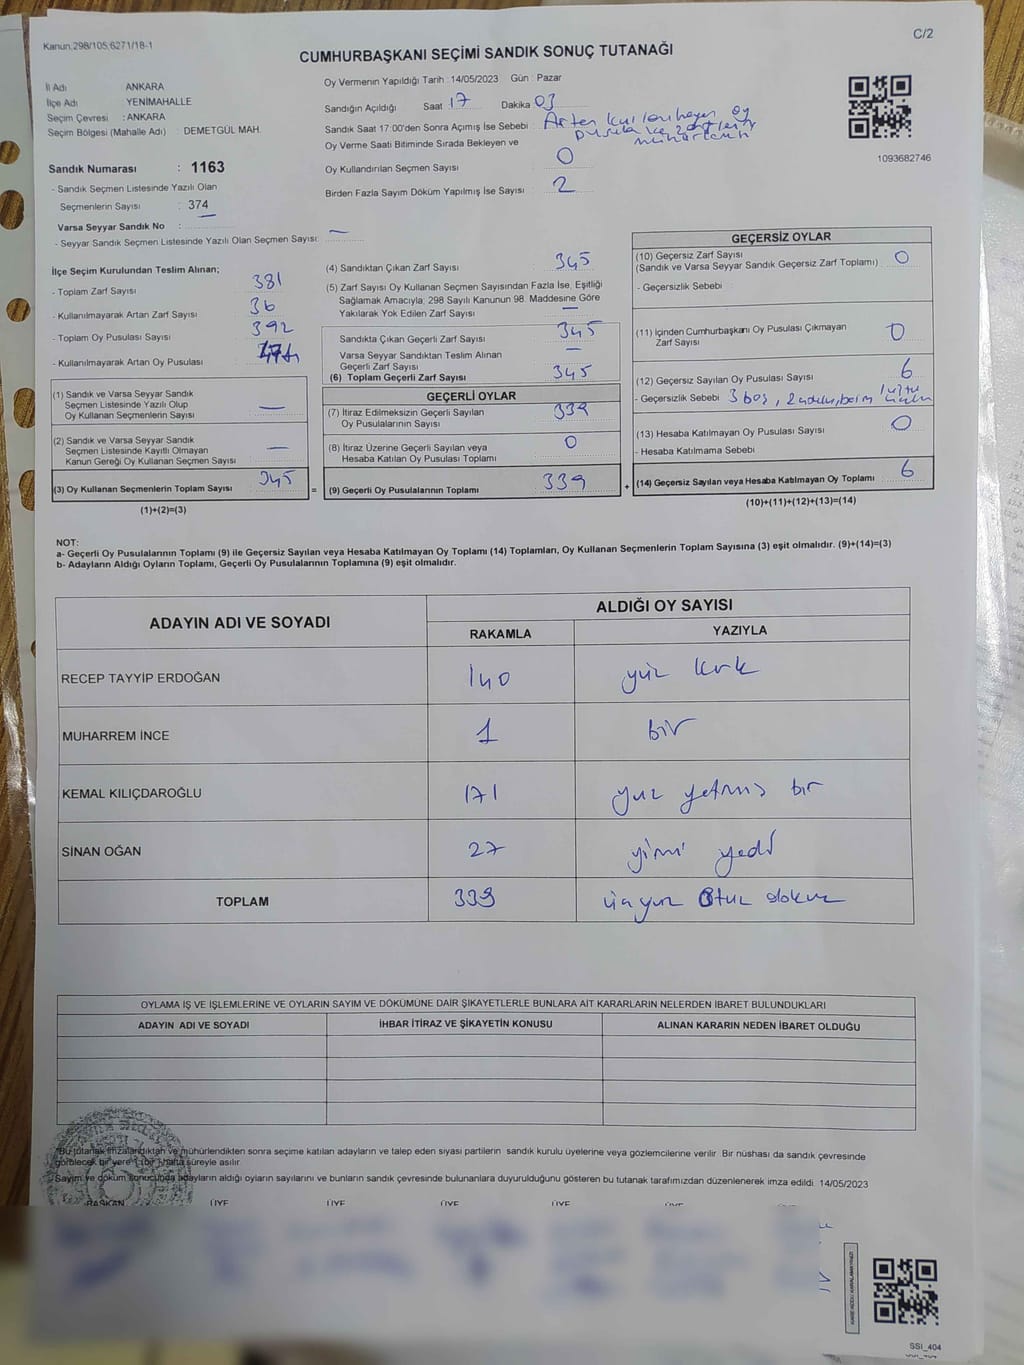 Kanun:298/105;6271/18-1
C/2
CUMHURBAŞKANI SEÇİMİ SANDIK SONUÇ TUTANAĞI
İl Adı ANKARA
İlçe Adı YENİMAHALLE
Seçim Çevresi : ANKARA
Seçim Bölgesi (Mahalle Adı) : DEMETGÜL MAH.
Sandık Numarası : 1163
- Sandık Seçmen Listesinde Yazılı Olan
Seçmenlerin Sayısı : 374
Varsa Seyyar Sandık No :
- Seyyar Sandık Seçmen Listesinde Yazılı Olan Seçmen Sayısı: —
Oy Vermenin Yapıldığı Tarih : 14/05/2023 Gün : Pazar
Sandığın Açıldığı Saat 17 Dakika 03
Sandık Saat 17:00'den Sonra Açımış İse Sebebi : Artan kullanılmayan oy
pusula ve zarfların
Oy Verme Saati Bitiminde Sırada Bekleyen ve
Oy Kullandırılan Seçmen Sayısı 0
Birden Fazla Sayım Döküm Yapılmış İse Sayısı 2
1093682746
İlçe Seçim Kurulundan Teslim Alınan;
- Toplam Zarf Sayısı 381
- Kullanılmayarak Artan Zarf Sayısı 36
- Toplam Oy Pusulası Sayısı 392
- Kullanılmayarak Artan Oy Pusulası
(1) Sandık ve Varsa Seyyar Sandık
Seçmen Listesinde Yazılı Olup
Oy Kullanan Seçmenlerin Sayısı —
(2) Sandık ve Varsa Seyyar Sandık
Seçmen Listesinde Kayıtlı Olmayan
Kanun Gereği Oy Kullanan Seçmen Sayısı —
(3) Oy Kullanan Seçmenlerin Toplam Sayısı 345 =
(1)+(2)=(3)
(4) Sandıktan Çıkan Zarf Sayısı 345
(5) Zarf Sayısı Oy Kullanan Seçmen Sayısından Fazla İse, Eşitliği
Sağlamak Amacıyla; 298 Sayılı Kanunun 98. Maddesine Göre
Yakılarak Yok Edilen Zarf Sayısı —
Sandıkta Çıkan Geçerli Zarf Sayısı 345
Varsa Seyyar Sandıktan Teslim Alınan
Geçerli Zarf Sayısı —
(6) Toplam Geçerli Zarf Sayısı 345
GEÇERLİ OYLAR
(7) İtiraz Edilmeksizin Geçerli Sayılan
Oy Pusulalarının Sayısı 339
(8) İtiraz Üzerine Geçerli Sayılan veya
Hesaba Katılan Oy Pusulası Toplamı 0
(9) Geçerli Oy Pusulalarının Toplamı 339 +
GEÇERSİZ OYLAR
(10) Geçersiz Zarf Sayısı
(Sandık ve Varsa Seyyar Sandık Geçersiz Zarf Toplamı) 0
- Geçersizlik Sebebi :
(11) İçinden Cumhurbaşkanı Oy Pusulası Çıkmayan
Zarf Sayısı 0
(12) Geçersiz Sayılan Oy Pusulası Sayısı 6
- Geçersizlik Sebebi 3 boş, 2
(13) Hesaba Katılmayan Oy Pusulası Sayısı 0
- Hesaba Katılmama Sebebi
(14) Geçersiz Sayılan veya Hesaba Katılmayan Oy Toplamı 6
(10)+(11)+(12)+(13)=(14)
NOT:
a- Geçerli Oy Pusulalarının Toplamı (9) ile Geçersiz Sayılan veya Hesaba Katılmayan Oy Toplamı (14) Toplamları, Oy Kullanan Seçmenlerin Toplam Sayısına (3) eşit olmalıdır. (9)+(14)=(3)
b- Adayların Aldığı Oyların Toplamı, Geçerli Oy Pusulalarının Toplamına (9) eşit olmalıdır.
ADAYIN ADI VE SOYADI ALDIĞI OY SAYISI
RAKAMLA YAZIYLA
RECEP TAYYİP ERDOĞAN 140 yüz kırk
MUHARREM İNCE 1 bir
KEMAL KILIÇDAROĞLU 171 yüz yetmiş bir
SİNAN OĞAN 27 yirmi yedi
TOPLAM 339 üçyüz otuz dokuz
OYLAMA İŞ VE İŞLEMLERİNE VE OYLARIN SAYIM VE DÖKÜMÜNE DAİR ŞİKAYETLERLE BUNLARA AİT KARARLARIN NELERDEN İBARET BULUNDUKLARI
ADAYIN ADI VE SOYADI İHBAR İTİRAZ VE ŞİKAYETİN KONUSU ALINAN KARARIN NEDEN İBARET OLDUĞU
*Bu tutanak imzalandıktan ve mühürlendikten sonra seçime katılan adayların ve talep eden siyasi partilerin sandık kurulu üyelerine veya gözlemcilerine verilir. Bir nüshası da sandık çevresinde
görülecek bir yere 1 (bir) hafta süreyle asılır.
Sayım ve döküm sonucunda adayların aldığı oyların sayılarını ve bunların sandık çevresinde bulunanlara duyurulduğunu gösteren bu tutanak tarafımızdan düzenlenerek imza edildi. 14/05/2023
BAŞKAN ÜYE ÜYE ÜYE ÜYE ÜYE ÜYE
SSİ_404